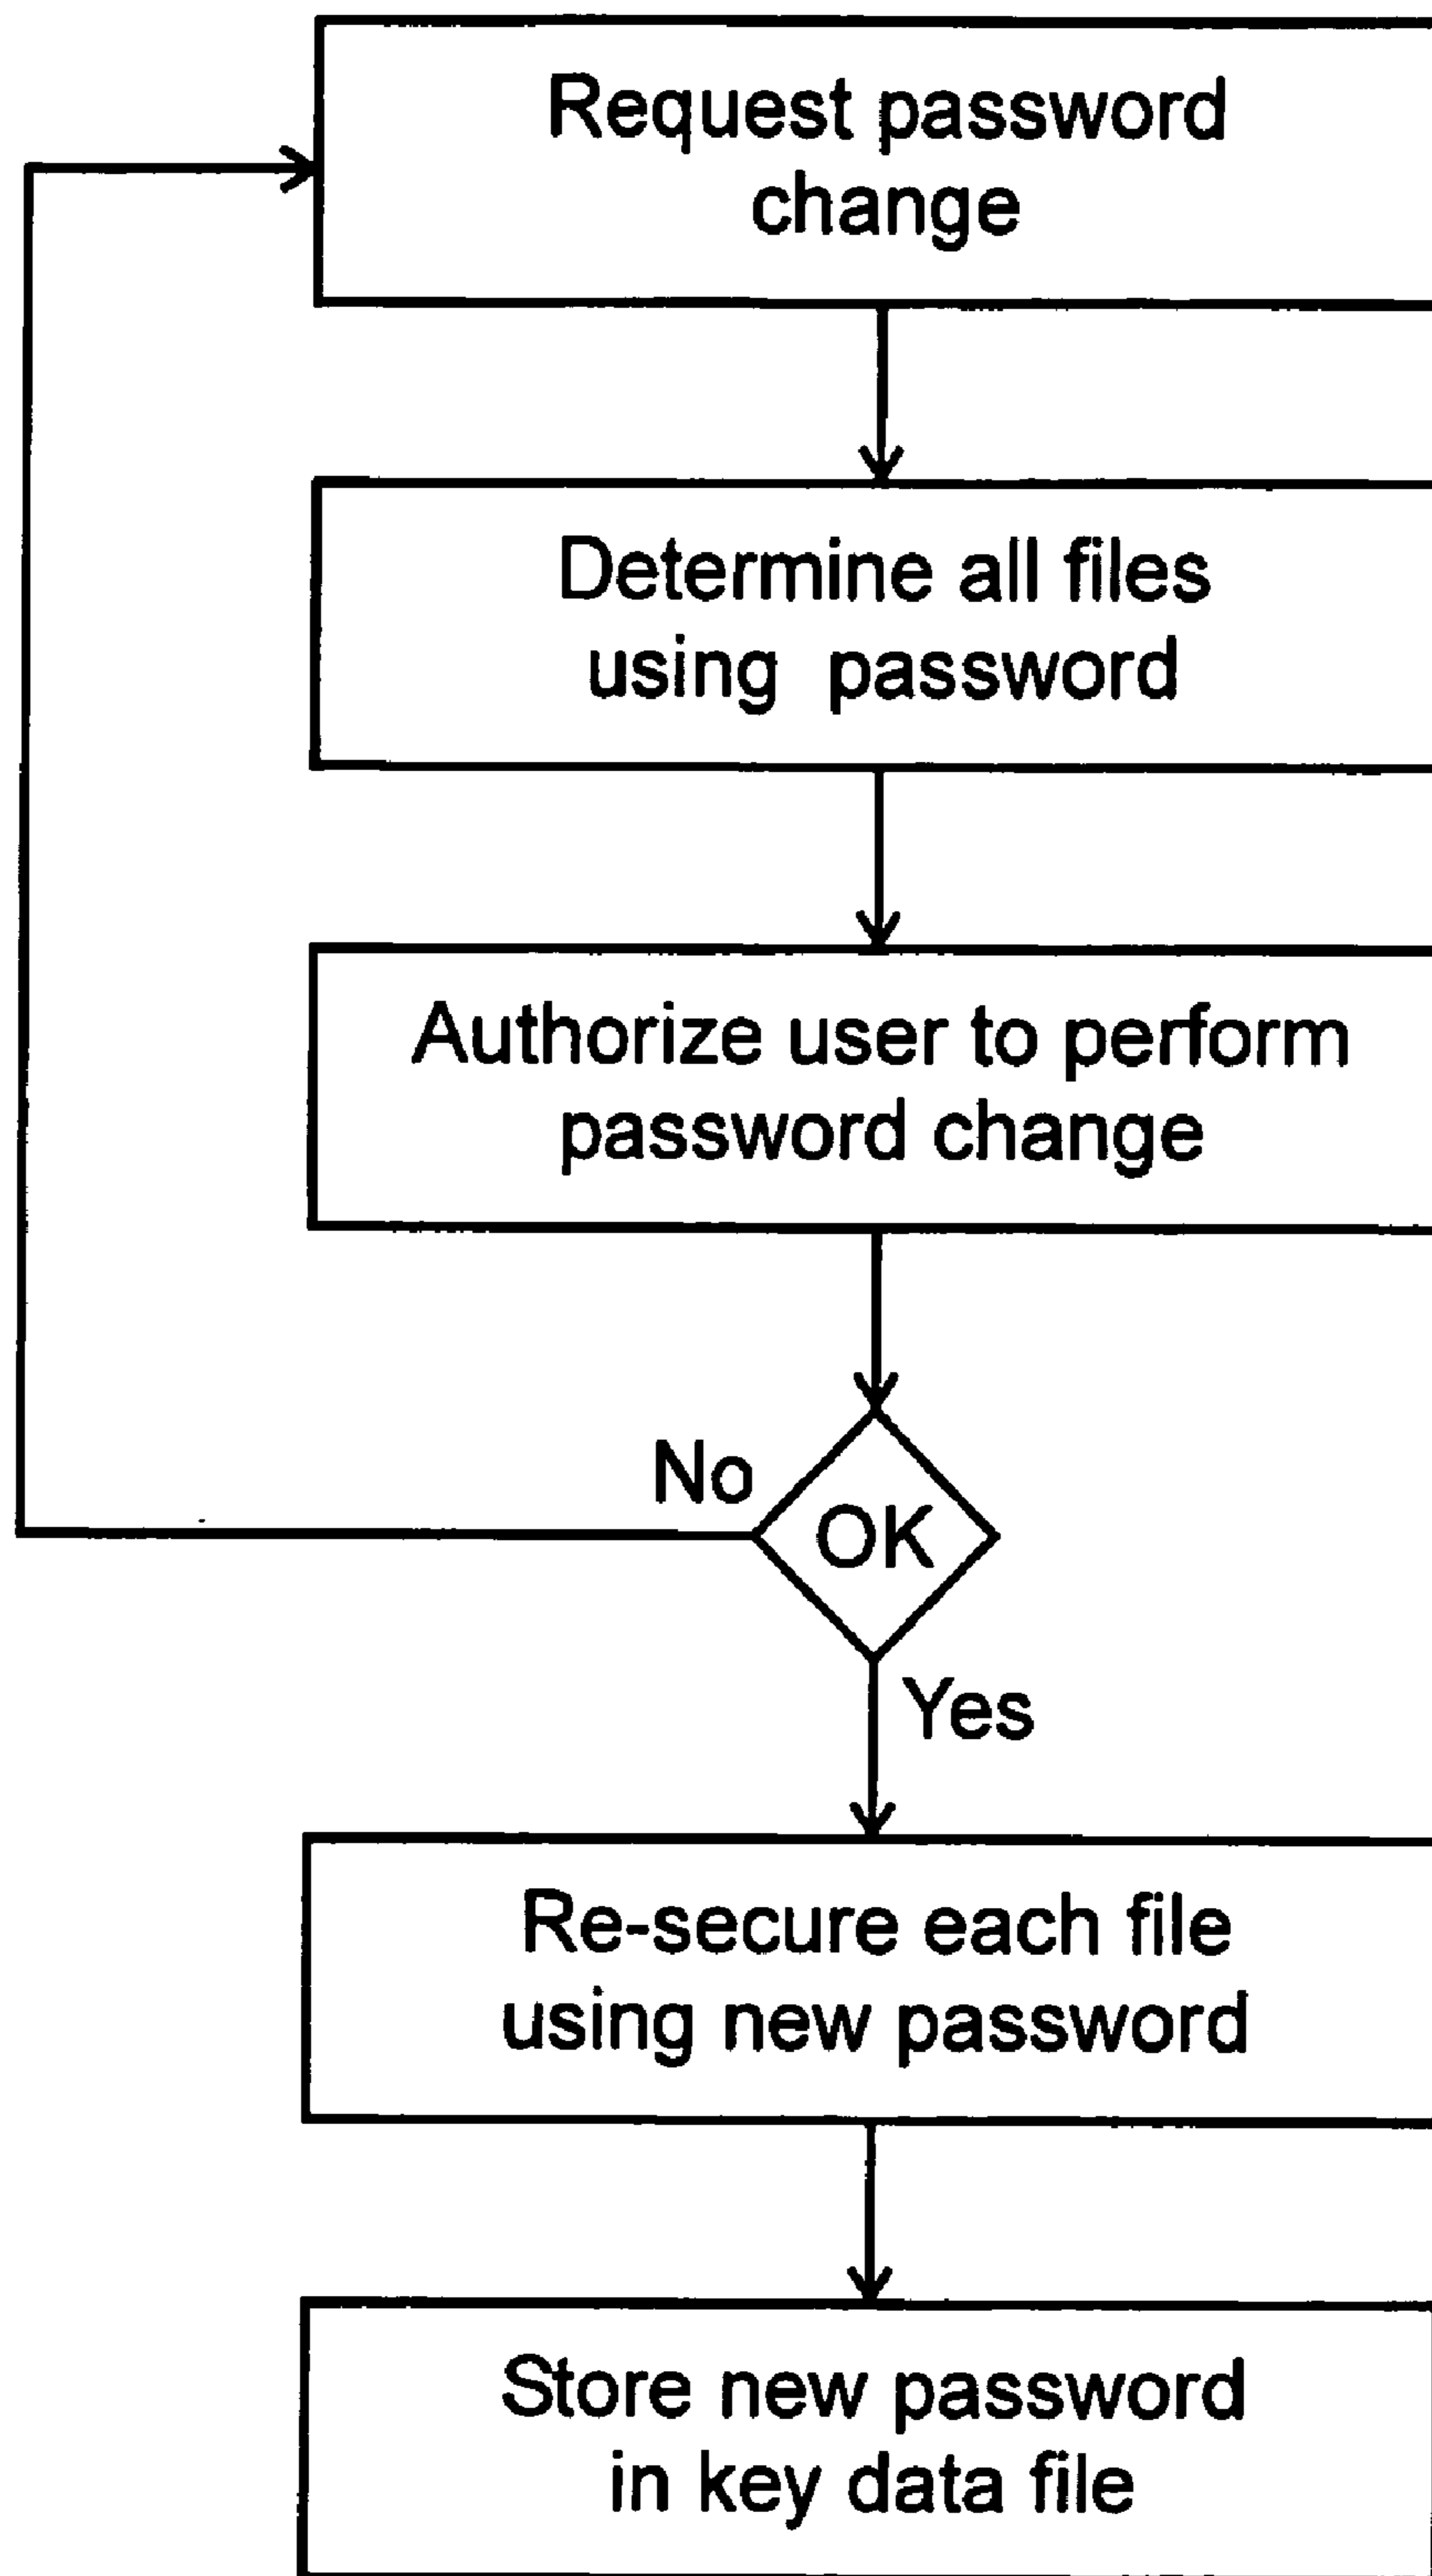 Request password
change
Determine all files
using password
Authorize user to perform
password change
No
OK
Yes
Re-secure each file
using new password
Store new password
in key data file